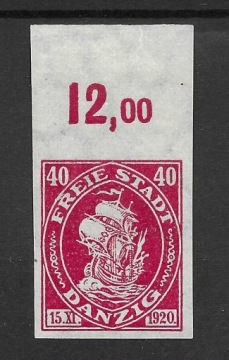 12,00
40 40
FREIE STADT
DANZIG
15.XI. 1920.